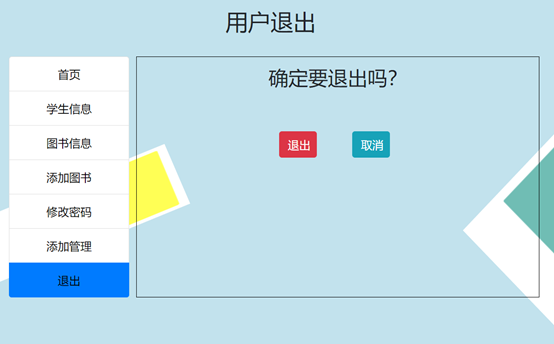 用户退出
首页
学生信息
图书信息
添加图书
修改密码
添加管理
退出
确定要退出吗?
退出 取消